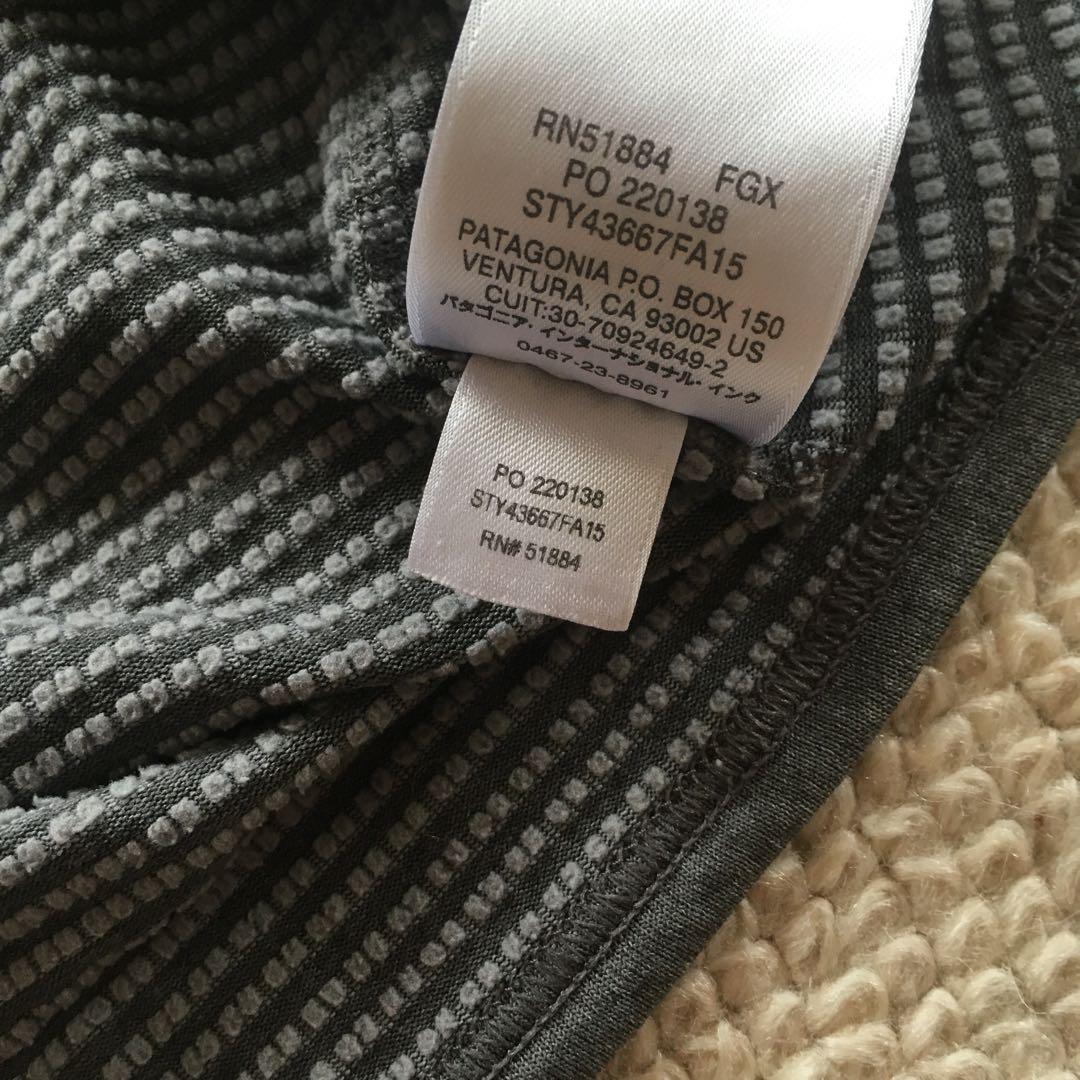 RN51884 FGX
PO 220138
STY43667FA15
PATAGONIA P.O. BOX 150
VENTURA, CA 93002 US
CUIT:30-70924649-2
パタゴニア・インターナショナル・インク
0467-23-8961
PO 220138
STY43667FA15
RN# 51884